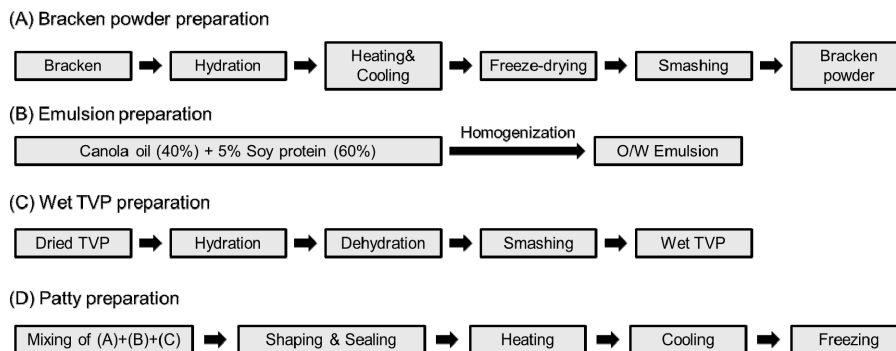 (A) Bracken powder preparation
Bracken
Hydration
Heating&
Cooling
Freeze-drying
Smashing
Bracken
powder
(B) Emulsion preparation
Canola oil (40%) + 5% Soy protein (60%)
Homogenization
O/W Emulsion
(C) Wet TVP preparation
Dried TVP
Hydration
Dehydration
Smashing
Wet TVP
(D) Patty preparation
Mixing of (A)+(B)+(C)
Shaping & Sealing
Heating
Cooling
Freezing